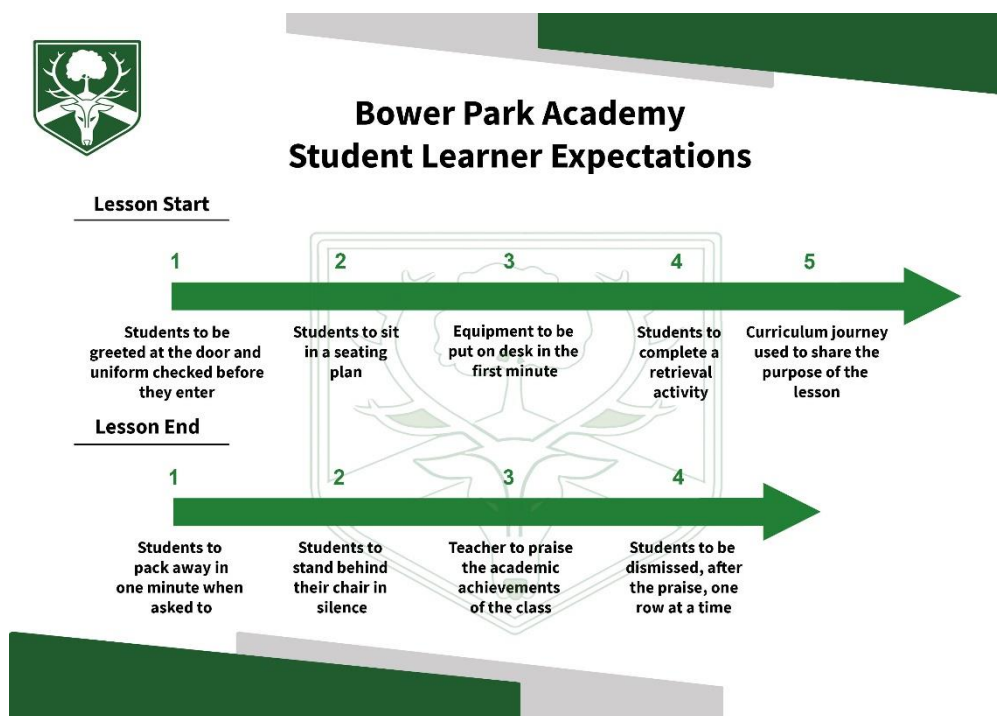 Bower Park Academy
Student Learner Expectations
Lesson Start
1
2
3
4
5
Students to be
greeted at the door and
uniform checked before
they enter
Students to sit
in a seating
plan
Equipment to be
put on desk in the
first minute
Students to
complete a
retrieval
activity
Curriculum journey
used to share the
purpose of the
lesson
Lesson End
1
2
3
4
Students to
pack away in
one minute when
asked to
Students to
stand behind
their chair in
silence
Teacher to praise
the academic
achievements
of the class
Students to be
dismissed, after
the praise, one
row at a time